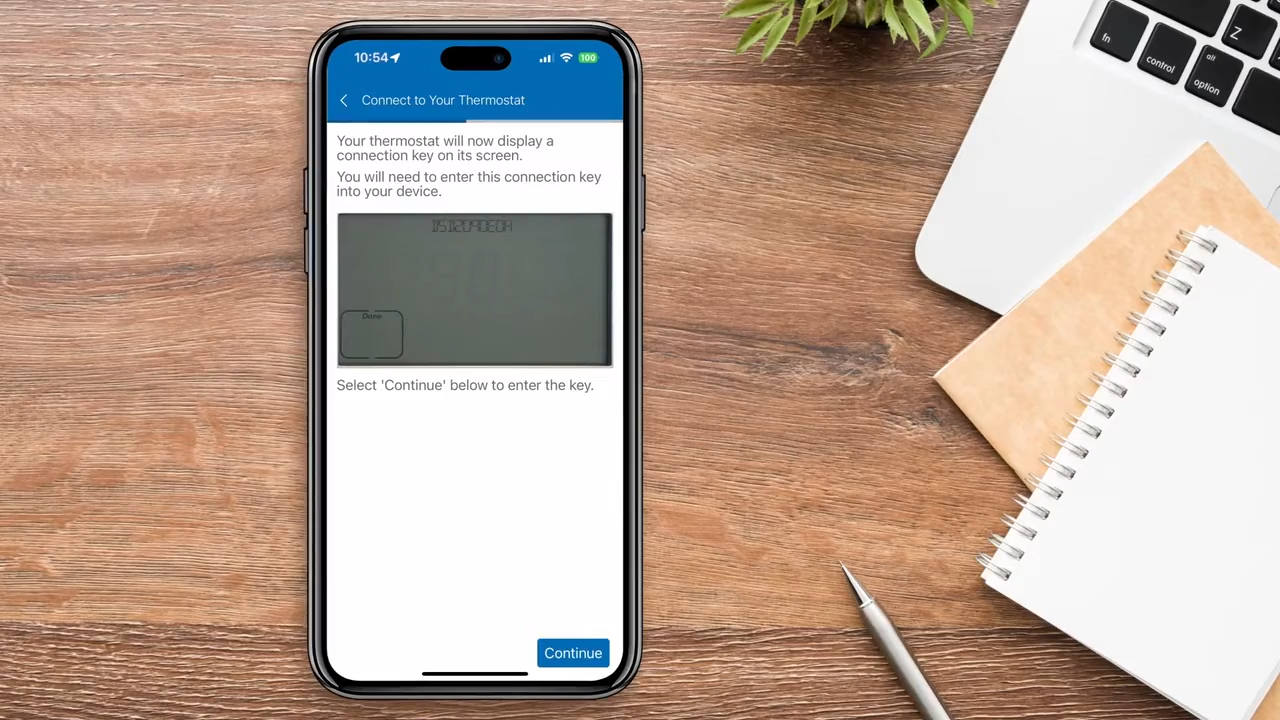 10:54
100
Connect to Your Thermostat
Your thermostat will now display a
connection key on its screen.
You will need to enter this connection key
into your device.
Done
Select 'Continue' below to enter the key.
Continue
fn
control
alt
option
Z